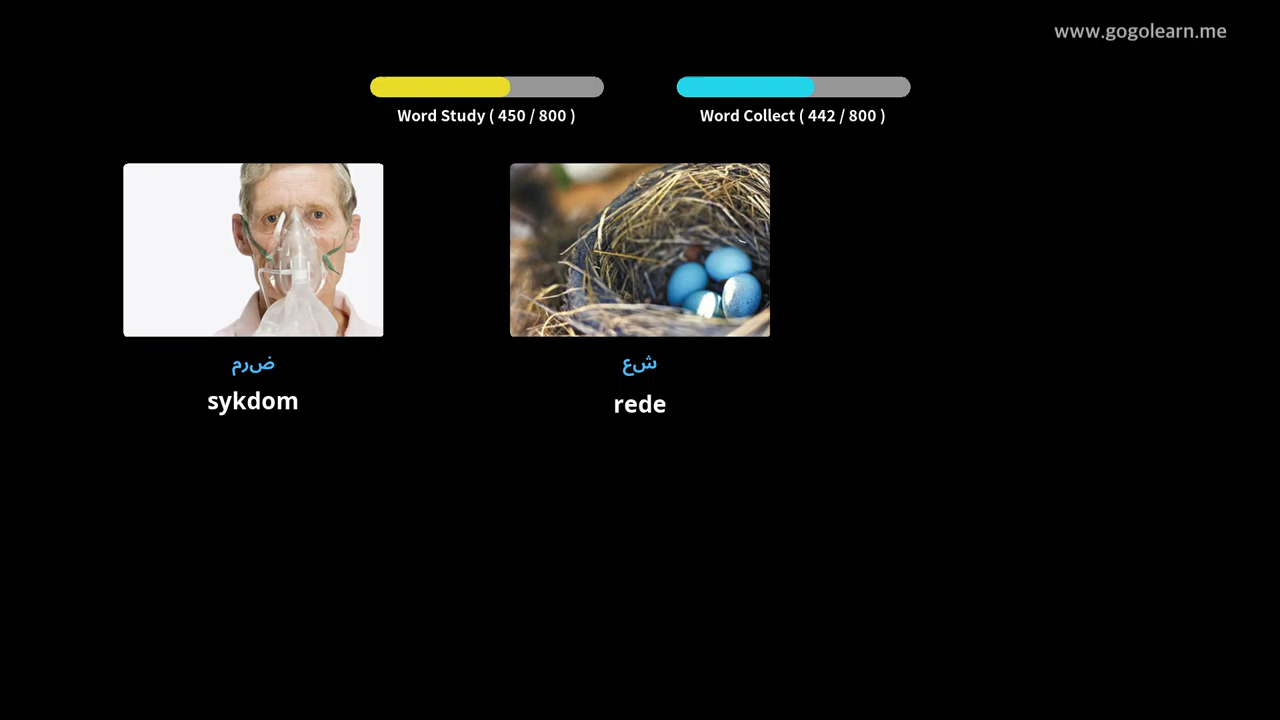 www.gogolearn.me
Word Study ( 450 / 800 )
Word Collect ( 442 / 800 )
ضرم
sykdom
شع
rede